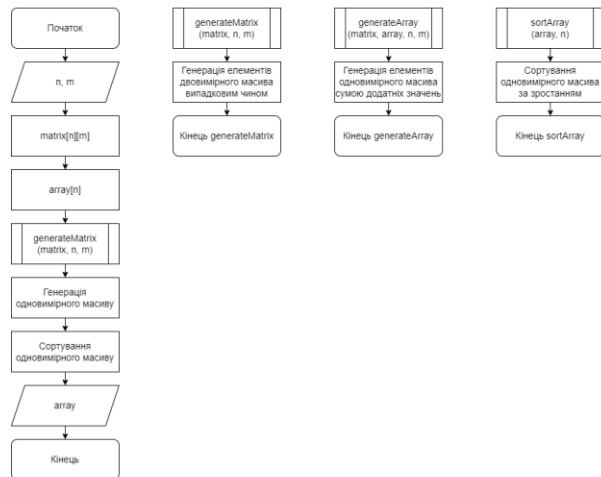 Початок
n, m
matrix[n][m]
array[n]
generateMatrix
(matrix, n, m)
Генерація
одновимірного масиву
Сортування
одновимірного масиву
array
Кінець
generateMatrix
(matrix, n, m)
Генерація елементів
двовимірного масива
випадковим чином
Кінець generateMatrix
generateArray
(matrix, array, n, m)
Генерація елементів
одновимірного масива
сумою додатніх значень
Кінець generateArray
sortArray
(array, n)
Сортування
одновимірного масива
за зростанням
Кінець sortArray